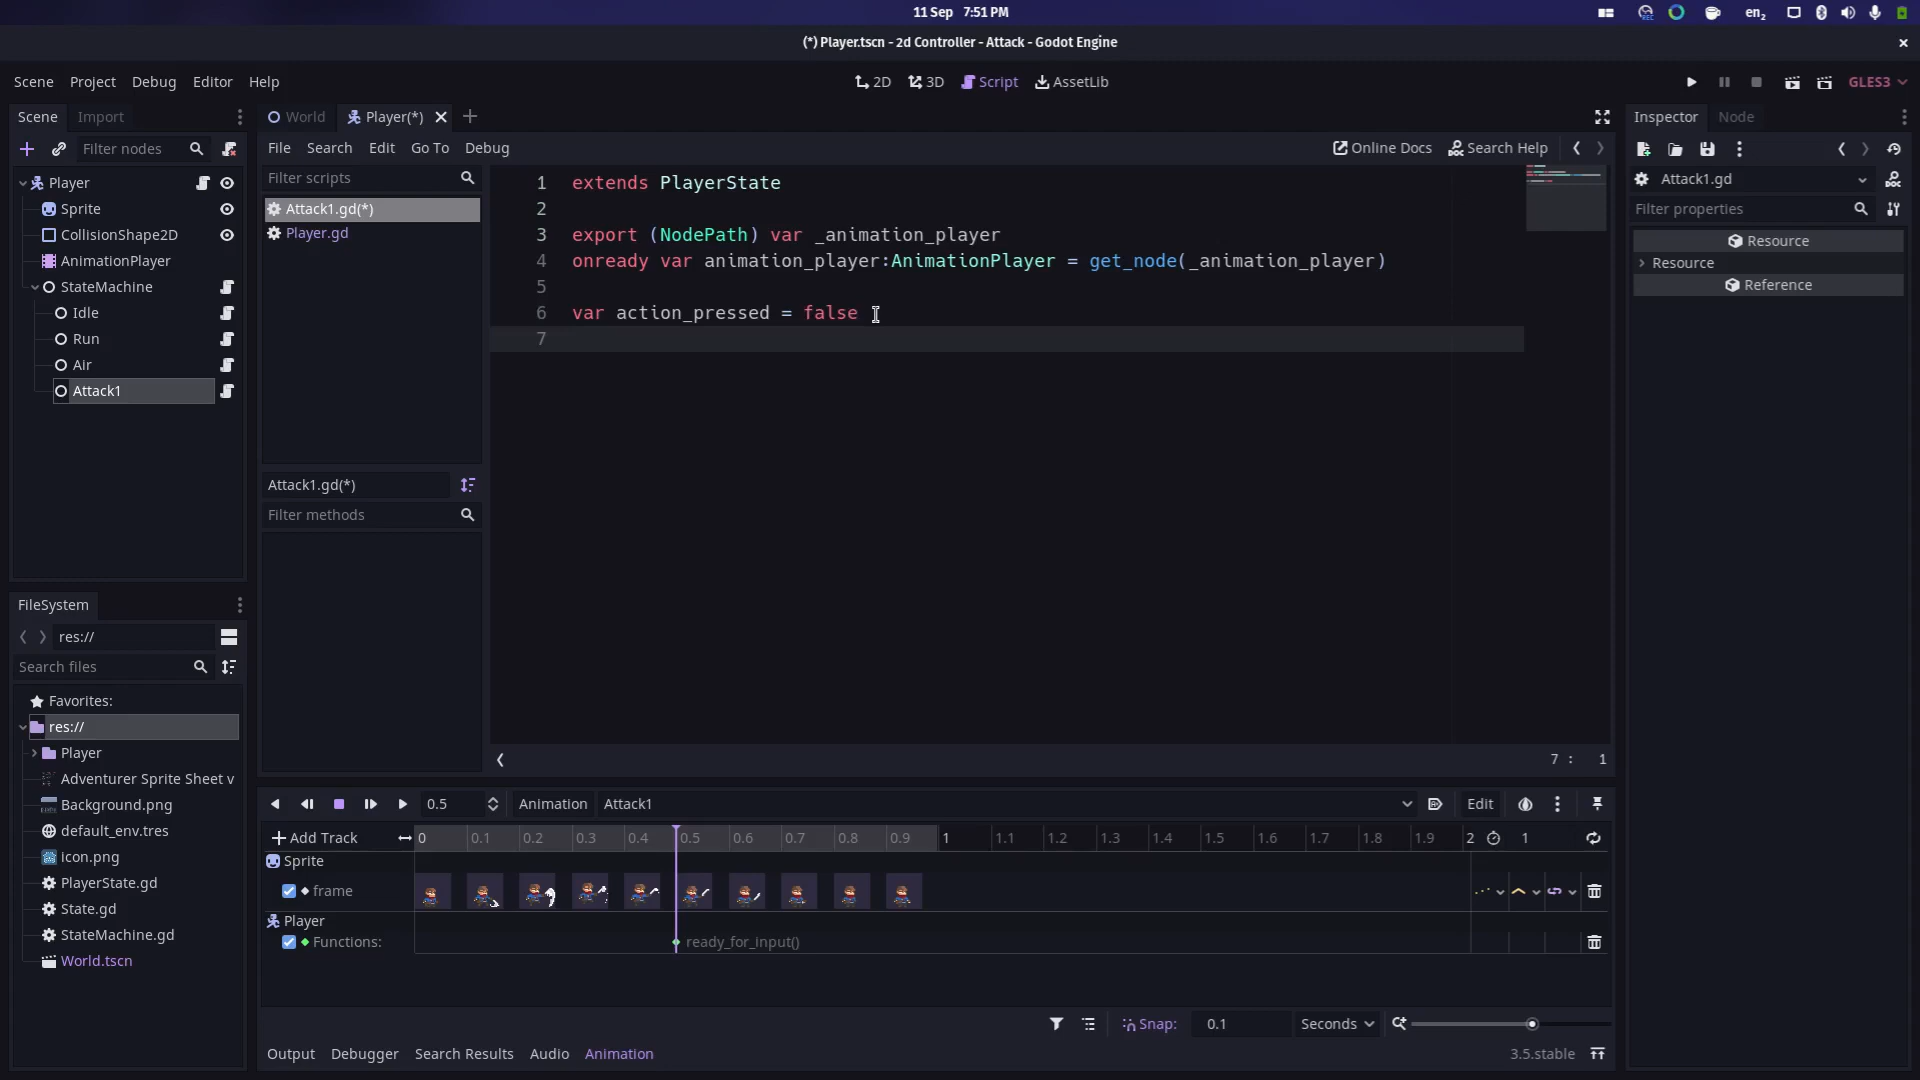 11 Sep 7:51 PM
en2
(*) Player.tscn - 2d Controller - Attack - Godot Engine
Scene Project Debug Editor Help
2D 3D Script AssetLib
GLES3
Scene Import
World Player(*)
Inspector Node
Filter nodes
File Search Edit Go To Debug
Online Docs Search Help
Filter scripts
Attack1.gd(*)
Player.gd
Attack1.gd(*)
Filter methods
Player
Sprite
CollisionShape2D
AnimationPlayer
StateMachine
Idle
Run
Air
Attack1
1 extends PlayerState
2
3 export (NodePath) var _animation_player
4 onready var animation_player:AnimationPlayer = get_node(_animation_player)
5
6 var action_pressed = false
7
7 : 1
Attack1.gd
Filter properties
Resource
Resource
Reference
FileSystem
res://
Search files
Favorites:
res://
Player
Adventurer Sprite Sheet v
Background.png
default_env.tres
icon.png
PlayerState.gd
State.gd
StateMachine.gd
World.tscn
0.5 Animation Attack1 Edit
Add Track 0 0.1 0.2 0.3 0.4 0.5 0.6 0.7 0.8 0.9 1 1.1 1.2 1.3 1.4 1.5 1.6 1.7 1.8 1.9 2 1
Sprite
frame
Player
Functions: ready_for_input()
Snap: 0.1 Seconds
Output Debugger Search Results Audio Animation
3.5.stable